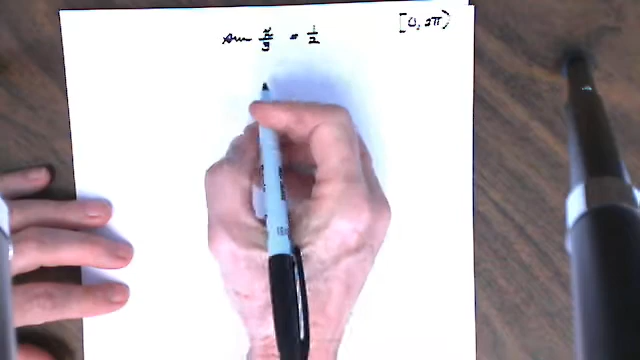 sin x/3 = 1/2
[0, 2π)